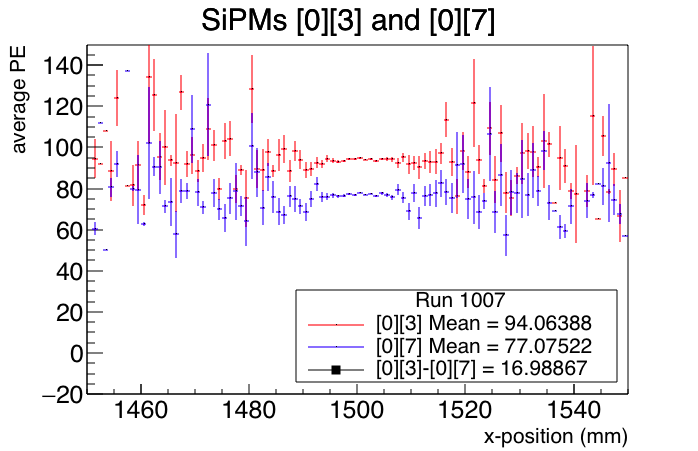 SiPMs [0][3] and [0][7]
average PE
140
120
100
80
60
40
20
0
−20
1460 1480 1500 1520 1540
x-position (mm)
Run 1007
[0][3] Mean = 94.06388
[0][7] Mean = 77.07522
[0][3]-[0][7] = 16.98867